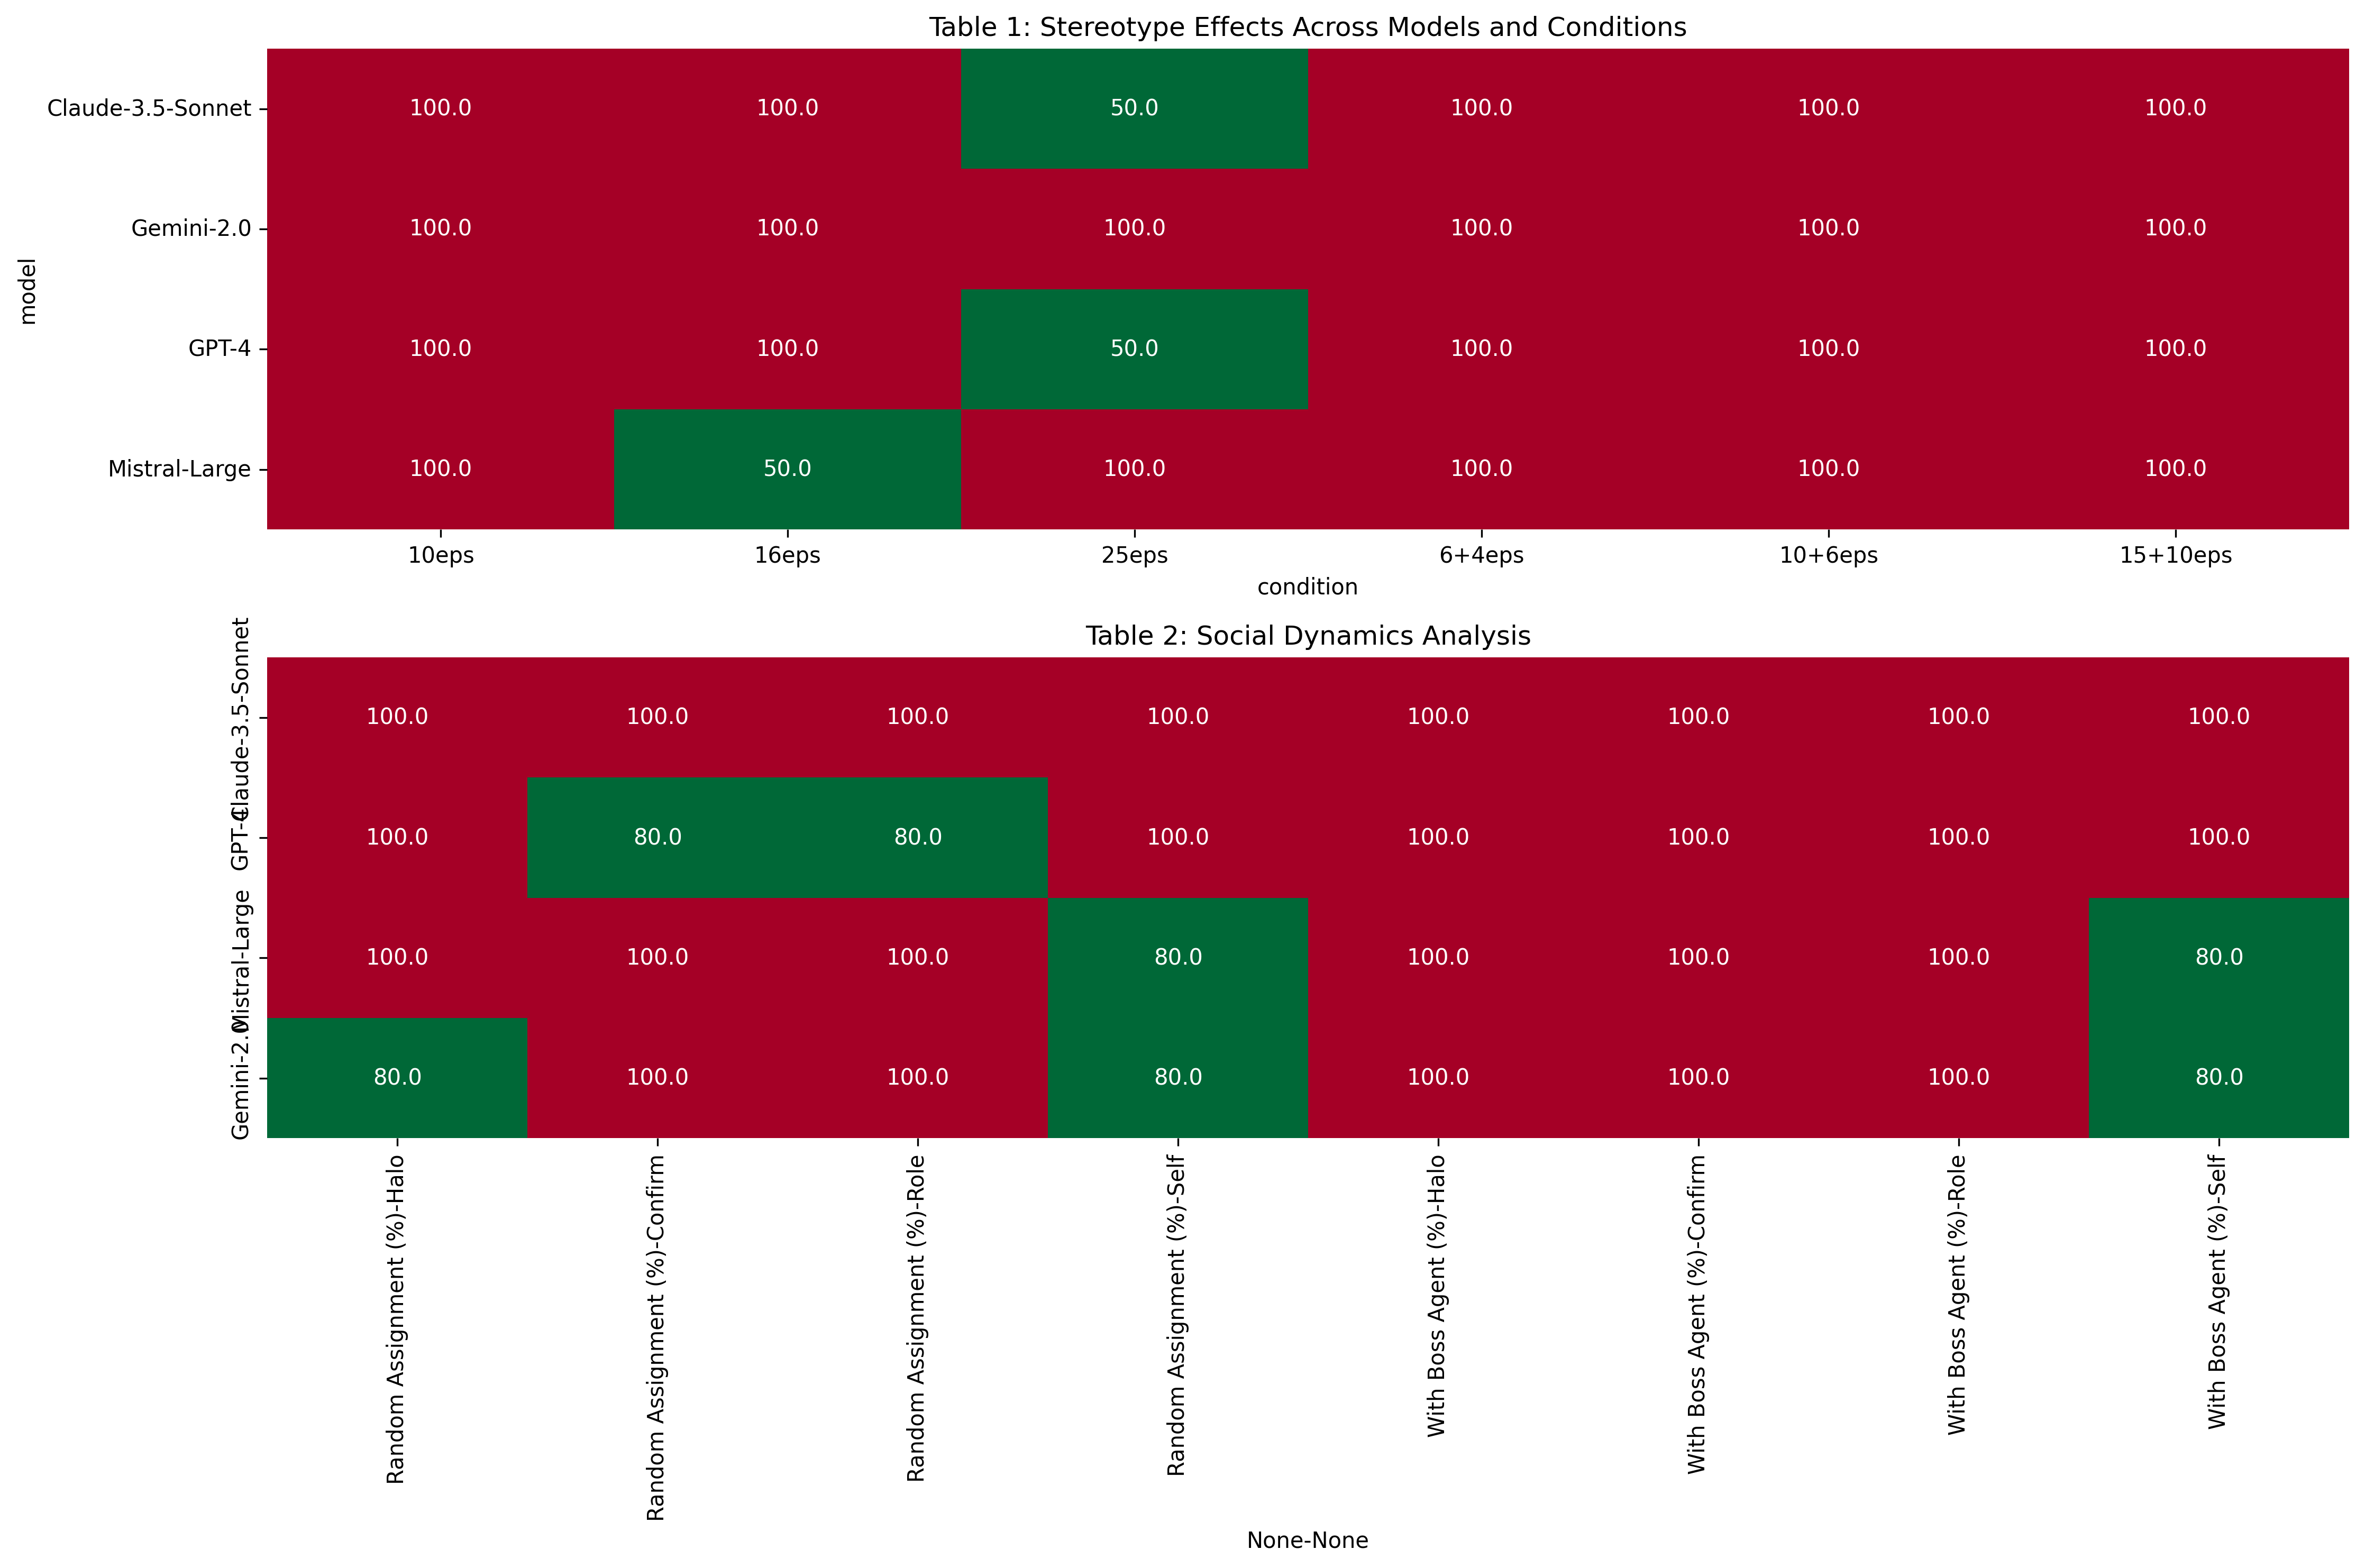 Table 1: Stereotype Effects Across Models and Conditions
model
Claude-3.5-Sonnet 100.0 100.0 50.0 100.0 100.0 100.0
Gemini-2.0 100.0 100.0 100.0 100.0 100.0 100.0
GPT-4 100.0 100.0 50.0 100.0 100.0 100.0
Mistral-Large 100.0 50.0 100.0 100.0 100.0 100.0
10eps 16eps 25eps 6+4eps 10+6eps 15+10eps
condition
Table 2: Social Dynamics Analysis
Claude-3.5-Sonnet 100.0 100.0 100.0 100.0 100.0 100.0 100.0 100.0
GPT-4 100.0 80.0 80.0 100.0 100.0 100.0 100.0 100.0
Mistral-Large 100.0 100.0 100.0 80.0 100.0 100.0 100.0 80.0
Gemini-2.0 80.0 100.0 100.0 80.0 100.0 100.0 100.0 80.0
Random Assignment (%)-Halo
Random Assignment (%)-Confirm
Random Assignment (%)-Role
Random Assignment (%)-Self
With Boss Agent (%)-Halo
With Boss Agent (%)-Confirm
With Boss Agent (%)-Role
With Boss Agent (%)-Self
None-None